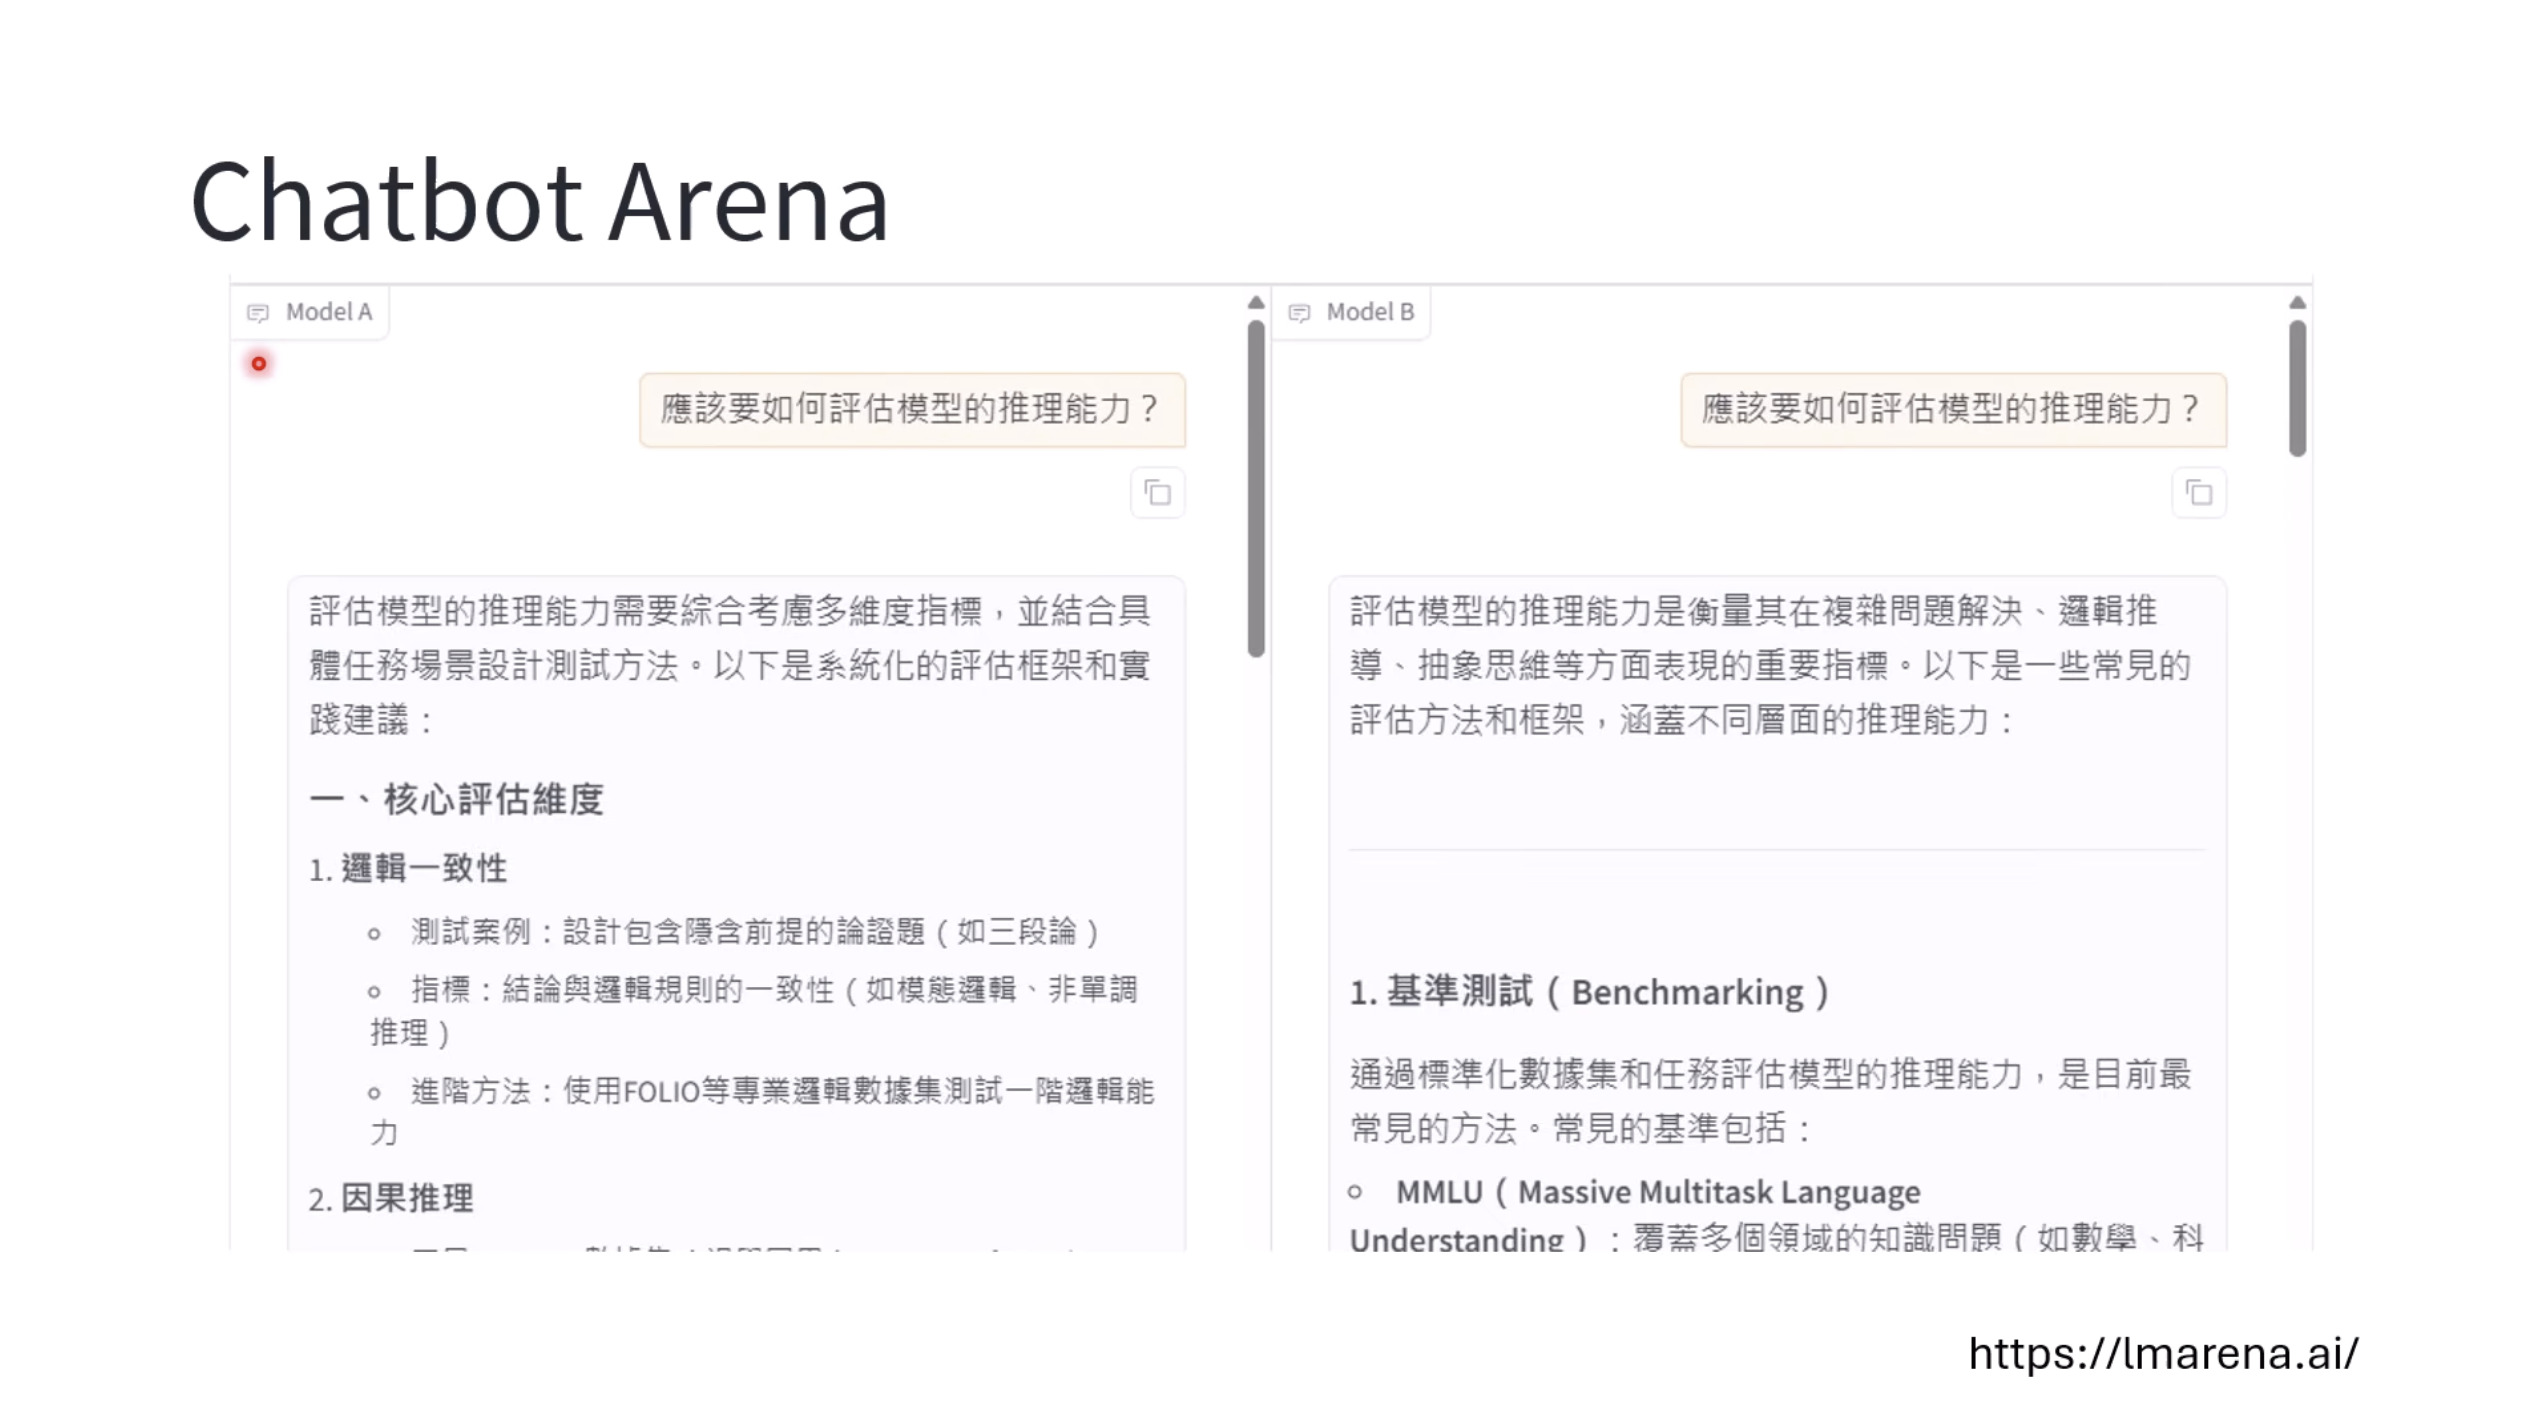 Chatbot Arena
Model A
應該要如何評估模型的推理能力？
評估模型的推理能力需要綜合考慮多維度指標，並結合具
體任務場景設計測試方法。以下是系統化的評估框架和實
踐建議：
一、核心評估維度
1. 邏輯一致性
測試案例：設計包含隱含前提的論證題（如三段論）
指標：結論與邏輯規則的一致性（如模態邏輯、非單調
推理）
進階方法：使用FOLIO等專業邏輯數據集測試一階邏輯能
力
2. 因果推理
Model B
應該要如何評估模型的推理能力？
評估模型的推理能力是衡量其在複雜問題解決、邏輯推
導、抽象思維等方面表現的重要指標。以下是一些常見的
評估方法和框架，涵蓋不同層面的推理能力：
1. 基準測試（Benchmarking）
通過標準化數據集和任務評估模型的推理能力，是目前最
常見的方法。常見的基準包括：
MMLU（Massive Multitask Language
Understanding）：覆蓋多個領域的知識問題（如數學、科
https://lmarena.ai/